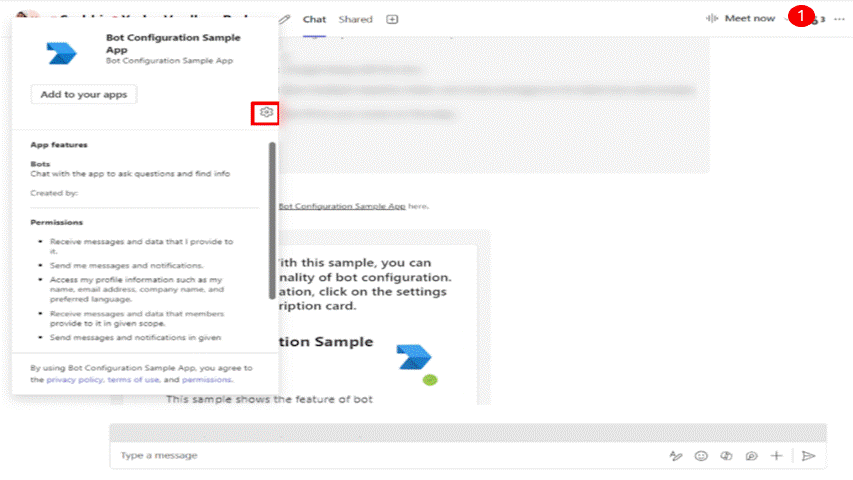 Chat Shared
Meet now
1
3
Bot Configuration Sample
App
Bot Configuration Sample App
Add to your apps
App features
Bots
Chat with the app to ask questions and find info
Created by:
Permissions
Receive messages and data that I provide to
it.
Send me messages and notifications.
Access my profile information such as my
name, email address, company name, and
preferred language.
Receive messages and data that members
provide to it in given scope.
Send messages and notifications in given
By using Bot Configuration Sample App, you agree to
the privacy policy, terms of use, and permissions.
Bot Configuration Sample App here.
ith this sample, you can
nality of bot configuration.
ation, click on the settings
ription card.
ion Sample
This sample shows the feature of bot
Type a message